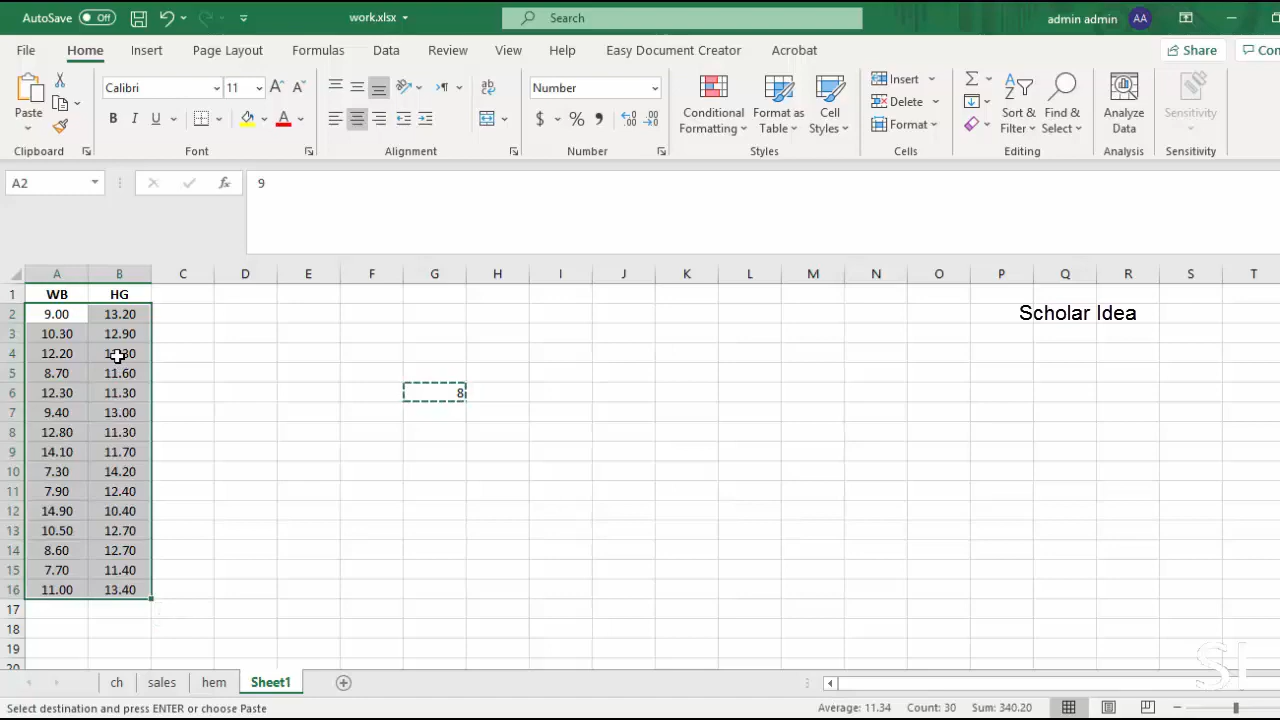 AutoSave Off work.xlsx Search admin admin AA
File Home Insert Page Layout Formulas Data Review View Help Easy Document Creator Acrobat Share Con
Paste Calibri 11 A A Number Insert
B I U A $ % 9 Conditional Format as Cell Delete Sort & Find & Analyze Sensitivity
Formatting Table Styles Format Filter Select Data
Clipboard Font Alignment Number Styles Cells Editing Analysis Sensitivity
A2 fx 9
A B C D E F G H I J K L M N O P Q R S T
1 WB HG
2 9.00 13.20 Scholar Idea
3 10.30 12.90
4 12.20
5 8.70 11.60
6 12.30 11.30 8
7 9.40 13.00
8 12.80 11.30
9 14.10 11.70
10 7.30 14.20
11 7.90 12.40
12 14.90 10.40
13 10.50 12.70
14 8.60 12.70
15 7.70 11.40
16 11.00 13.40
17
18
19
20
ch sales hem Sheet1 SI
Select destination and press ENTER or choose Paste Average: 11.34 Count: 30 Sum: 340.20